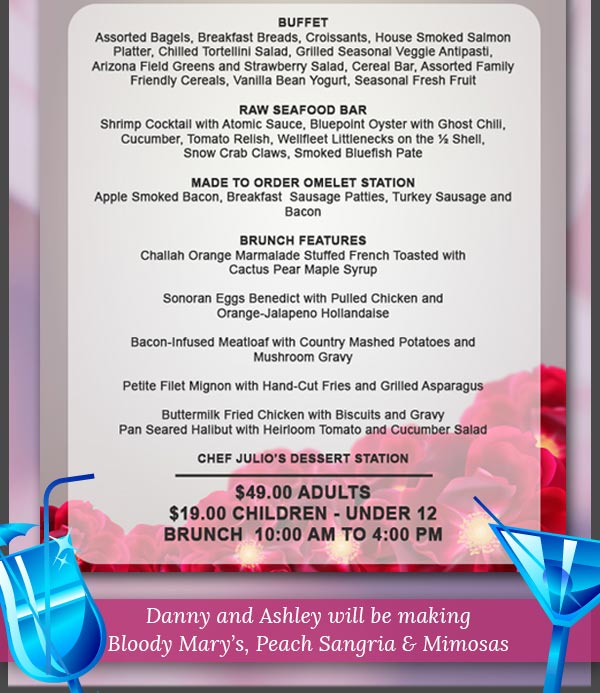 BUFFET
Assorted Bagels, Breakfast Breads, Croissants, House Smoked Salmon
Platter, Chilled Tortellini Salad, Grilled Seasonal Veggie Antipasti,
Arizona Field Greens and Strawberry Salad, Cereal Bar, Assorted Family
Friendly Cereals, Vanilla Bean Yogurt, Seasonal Fresh Fruit
RAW SEAFOOD BAR
Shrimp Cocktail with Atomic Sauce, Bluepoint Oyster with Ghost Chili,
Cucumber, Tomato Relish, Wellfleet Littlenecks on the ½ Shell,
Snow Crab Claws, Smoked Bluefish Pate
MADE TO ORDER OMELET STATION
Apple Smoked Bacon, Breakfast Sausage Patties, Turkey Sausage and
Bacon
BRUNCH FEATURES
Challah Orange Marmalade Stuffed French Toasted with
Cactus Pear Maple Syrup
Sonoran Eggs Benedict with Pulled Chicken and
Orange-Jalapeno Hollandaise
Bacon-Infused Meatloaf with Country Mashed Potatoes and
Mushroom Gravy
Petite Filet Mignon with Hand-Cut Fries and Grilled Asparagus
Buttermilk Fried Chicken with Biscuits and Gravy
Pan Seared Halibut with Heirloom Tomato and Cucumber Salad
CHEF JULIO'S DESSERT STATION
$49.00 ADULTS
$19.00 CHILDREN - UNDER 12
BRUNCH 10:00 AM TO 4:00 PM
Danny and Ashley will be making
Bloody Mary's, Peach Sangria & Mimosas